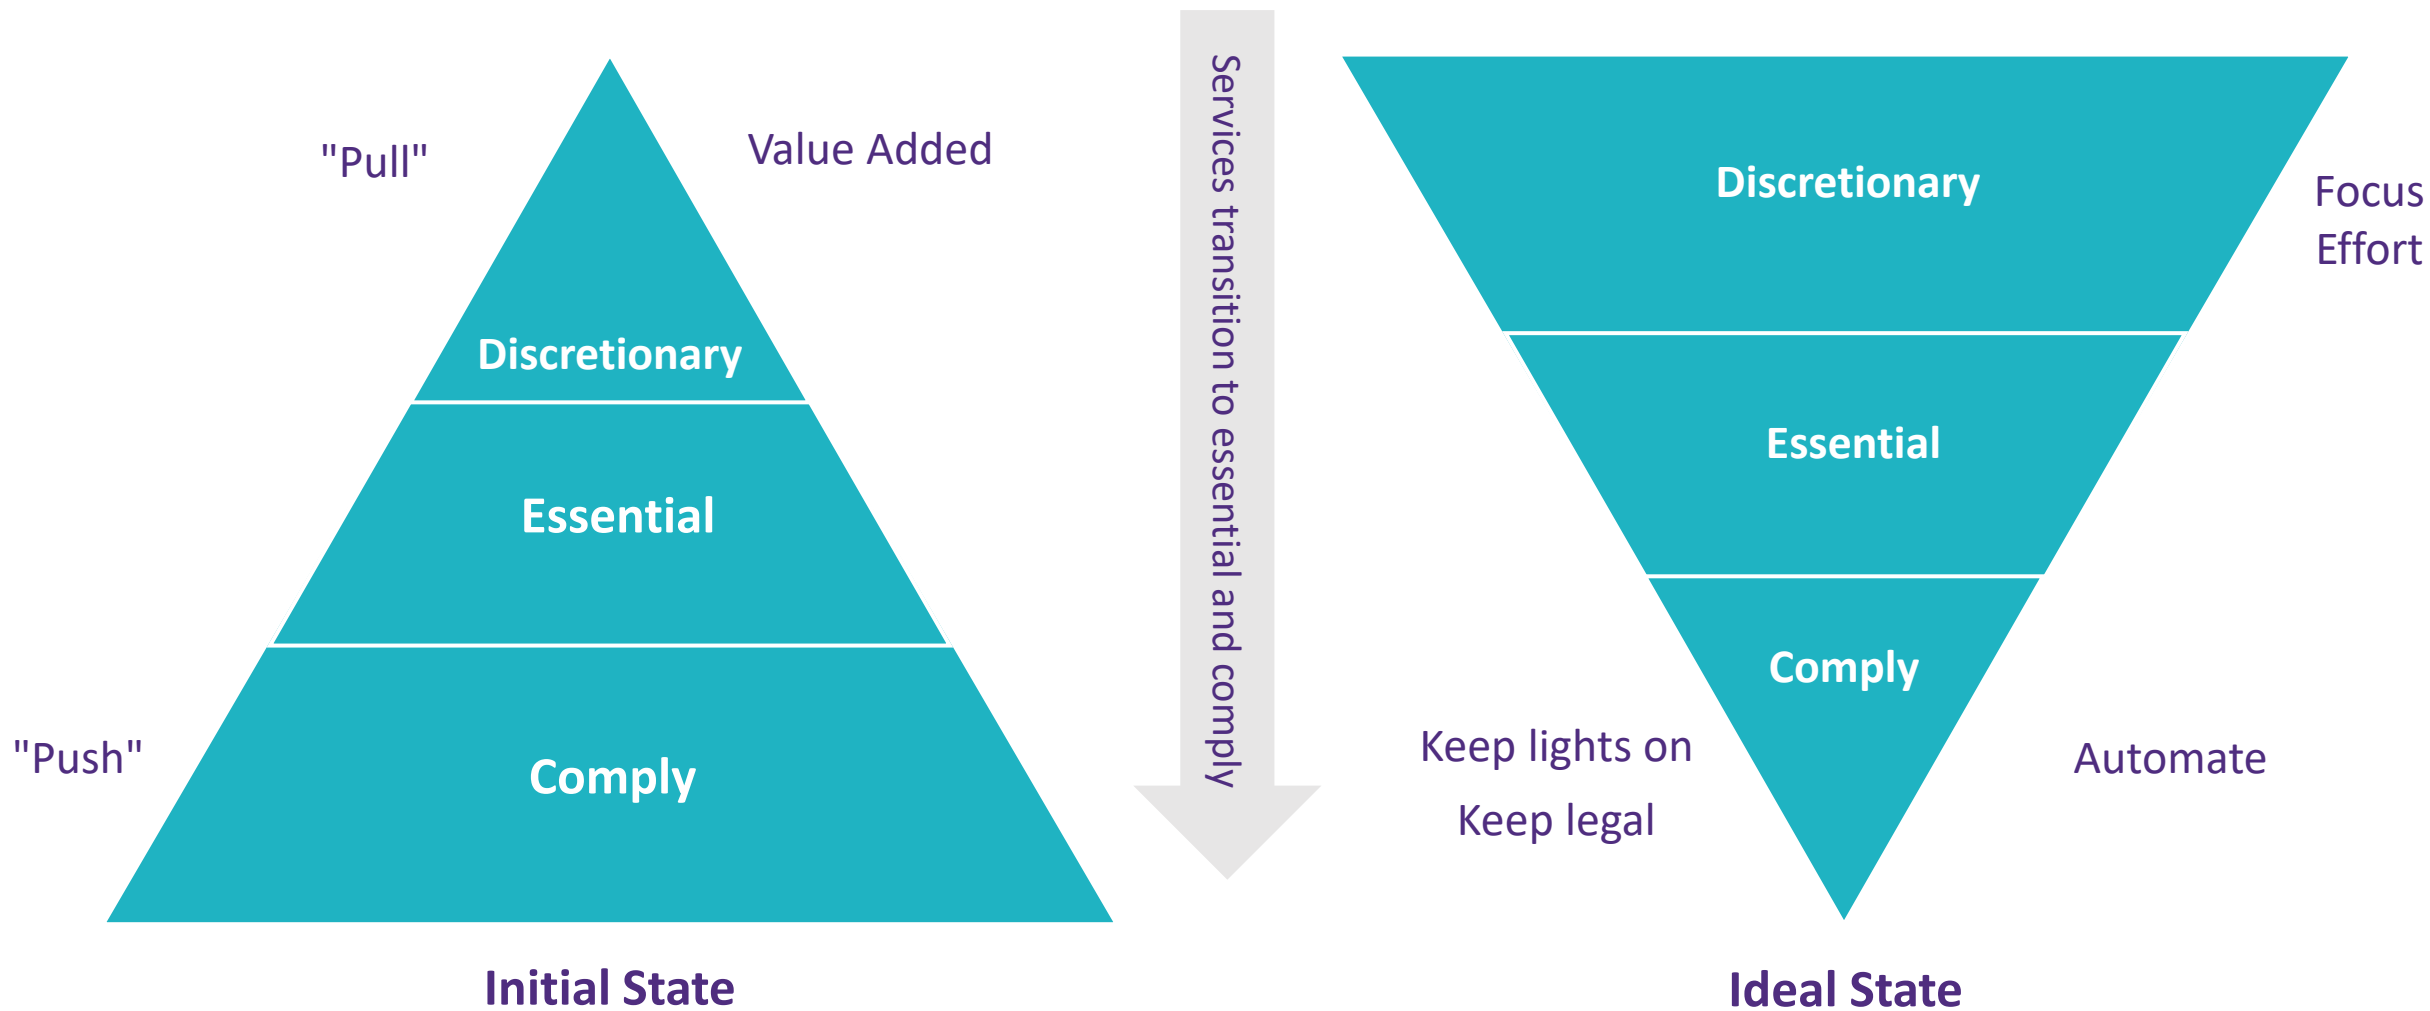 "Pull"
Value Added
Discretionary
Essential
"Push"
Comply
Initial State
Services transition to essential and comply
Discretionary
Focus
Effort
Essential
Comply
Keep lights on
Keep legal
Automate
Ideal State